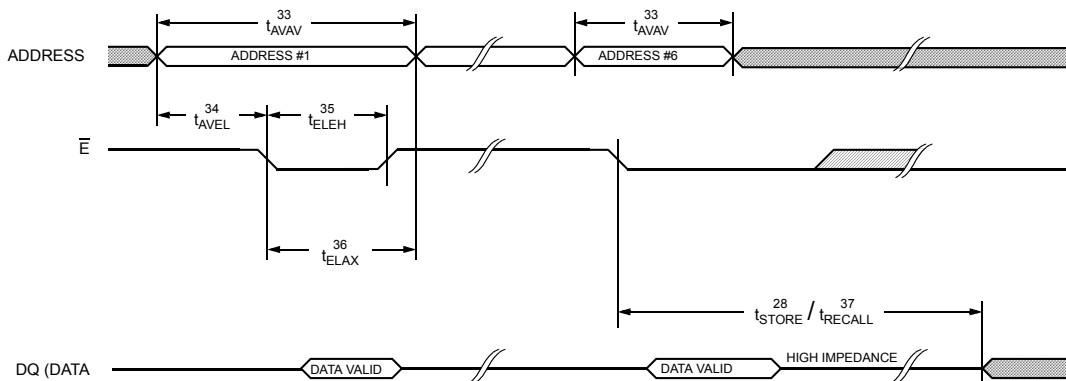 33
tAVAV
33
tAVAV
ADDRESS
ADDRESS #1
ADDRESS #6
34
tAVEL
35
tELEH
E
36
tELAX
28 37
tSTORE / tRECALL
DQ (DATA
DATA VALID
DATA VALID
HIGH IMPEDANCE